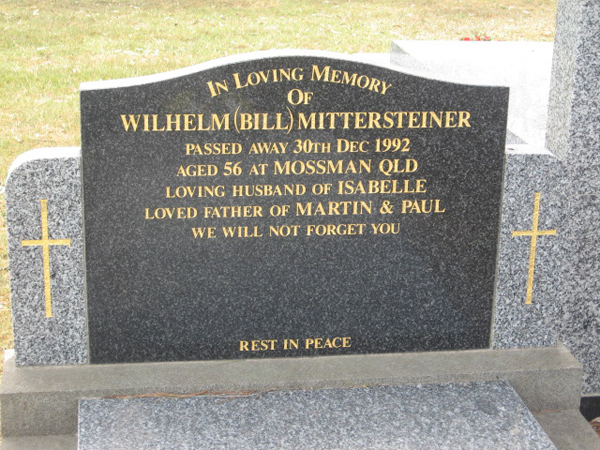 In Loving Memory
Of
WILHELM (BILL) MITTERSTEINER
PASSED AWAY 30TH DEC 1992
AGED 56 AT MOSSMAN QLD
LOVING HUSBAND OF ISABELLE
LOVED FATHER OF MARTIN & PAUL
WE WILL NOT FORGET YOU
REST IN PEACE